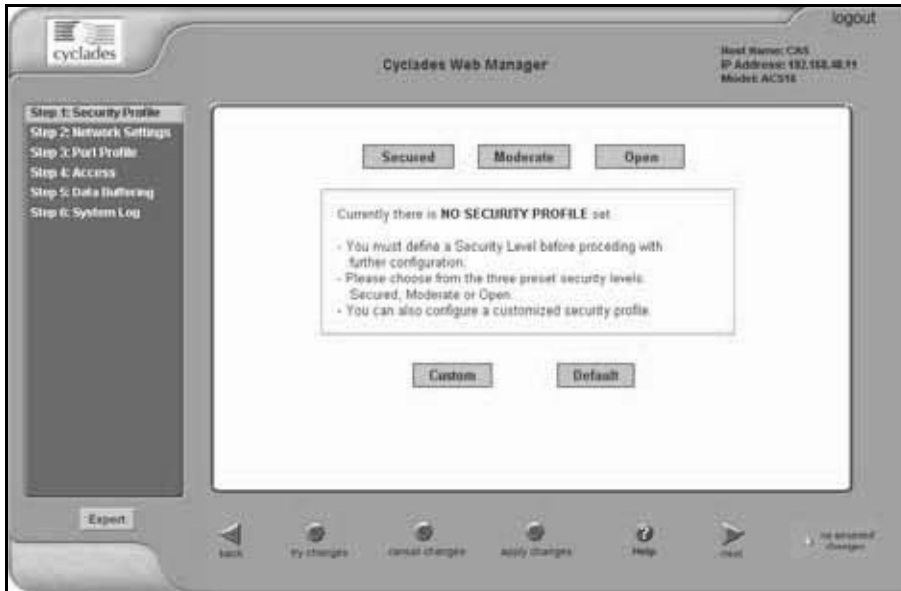 logout
cyclades
Cyclades Web Manager
Host Name: CAS
IP Address: 192.168.48.11
Model: ACS16
Step 1: Security Profile
Step 2: Network Settings
Step 3: Port Profile
Step 4: Access
Step 5: Data Buffering
Step 6: System Log
Secured
Moderate
Open
Currently there is NO SECURITY PROFILE set
- You must define a Security Level before proceding with
further configuration.
- Please choose from the three preset security levels:
Secured, Moderate or Open.
- You can also configure a customized security profile.
Custom
Default
Expert
back
try changes
cancel changes
apply changes
Help
next
no unsaved
changes